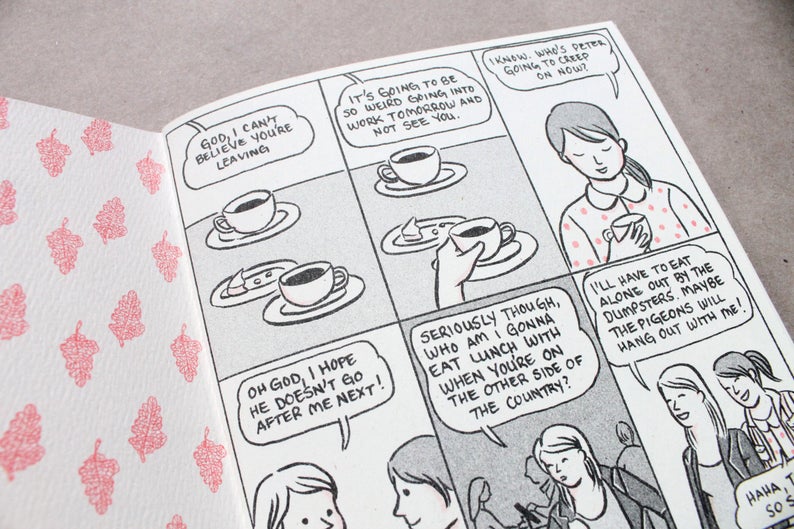 GOD, I CAN'T
BELIEVE YOU'RE
LEAVING
IT'S GOING TO BE
SO WEIRD GOING INTO
WORK TOMORROW AND
NOT SEE YOU.
I KNOW. WHO'S PETER
GOING TO CREEP
ON NOW?
OH GOD, I HOPE
HE DOESN'T GO
AFTER ME NEXT!
SERIOUSLY THOUGH,
WHO AM I GONNA
EAT LUNCH WITH
WHEN YOU'RE ON
THE OTHER SIDE OF
THE COUNTRY?
I'LL HAVE TO EAT
ALONE OUT BY THE
DUMPSTERS. MAYBE
THE PIGEONS WILL
HANG OUT WITH ME!
HAHA, T
SO S